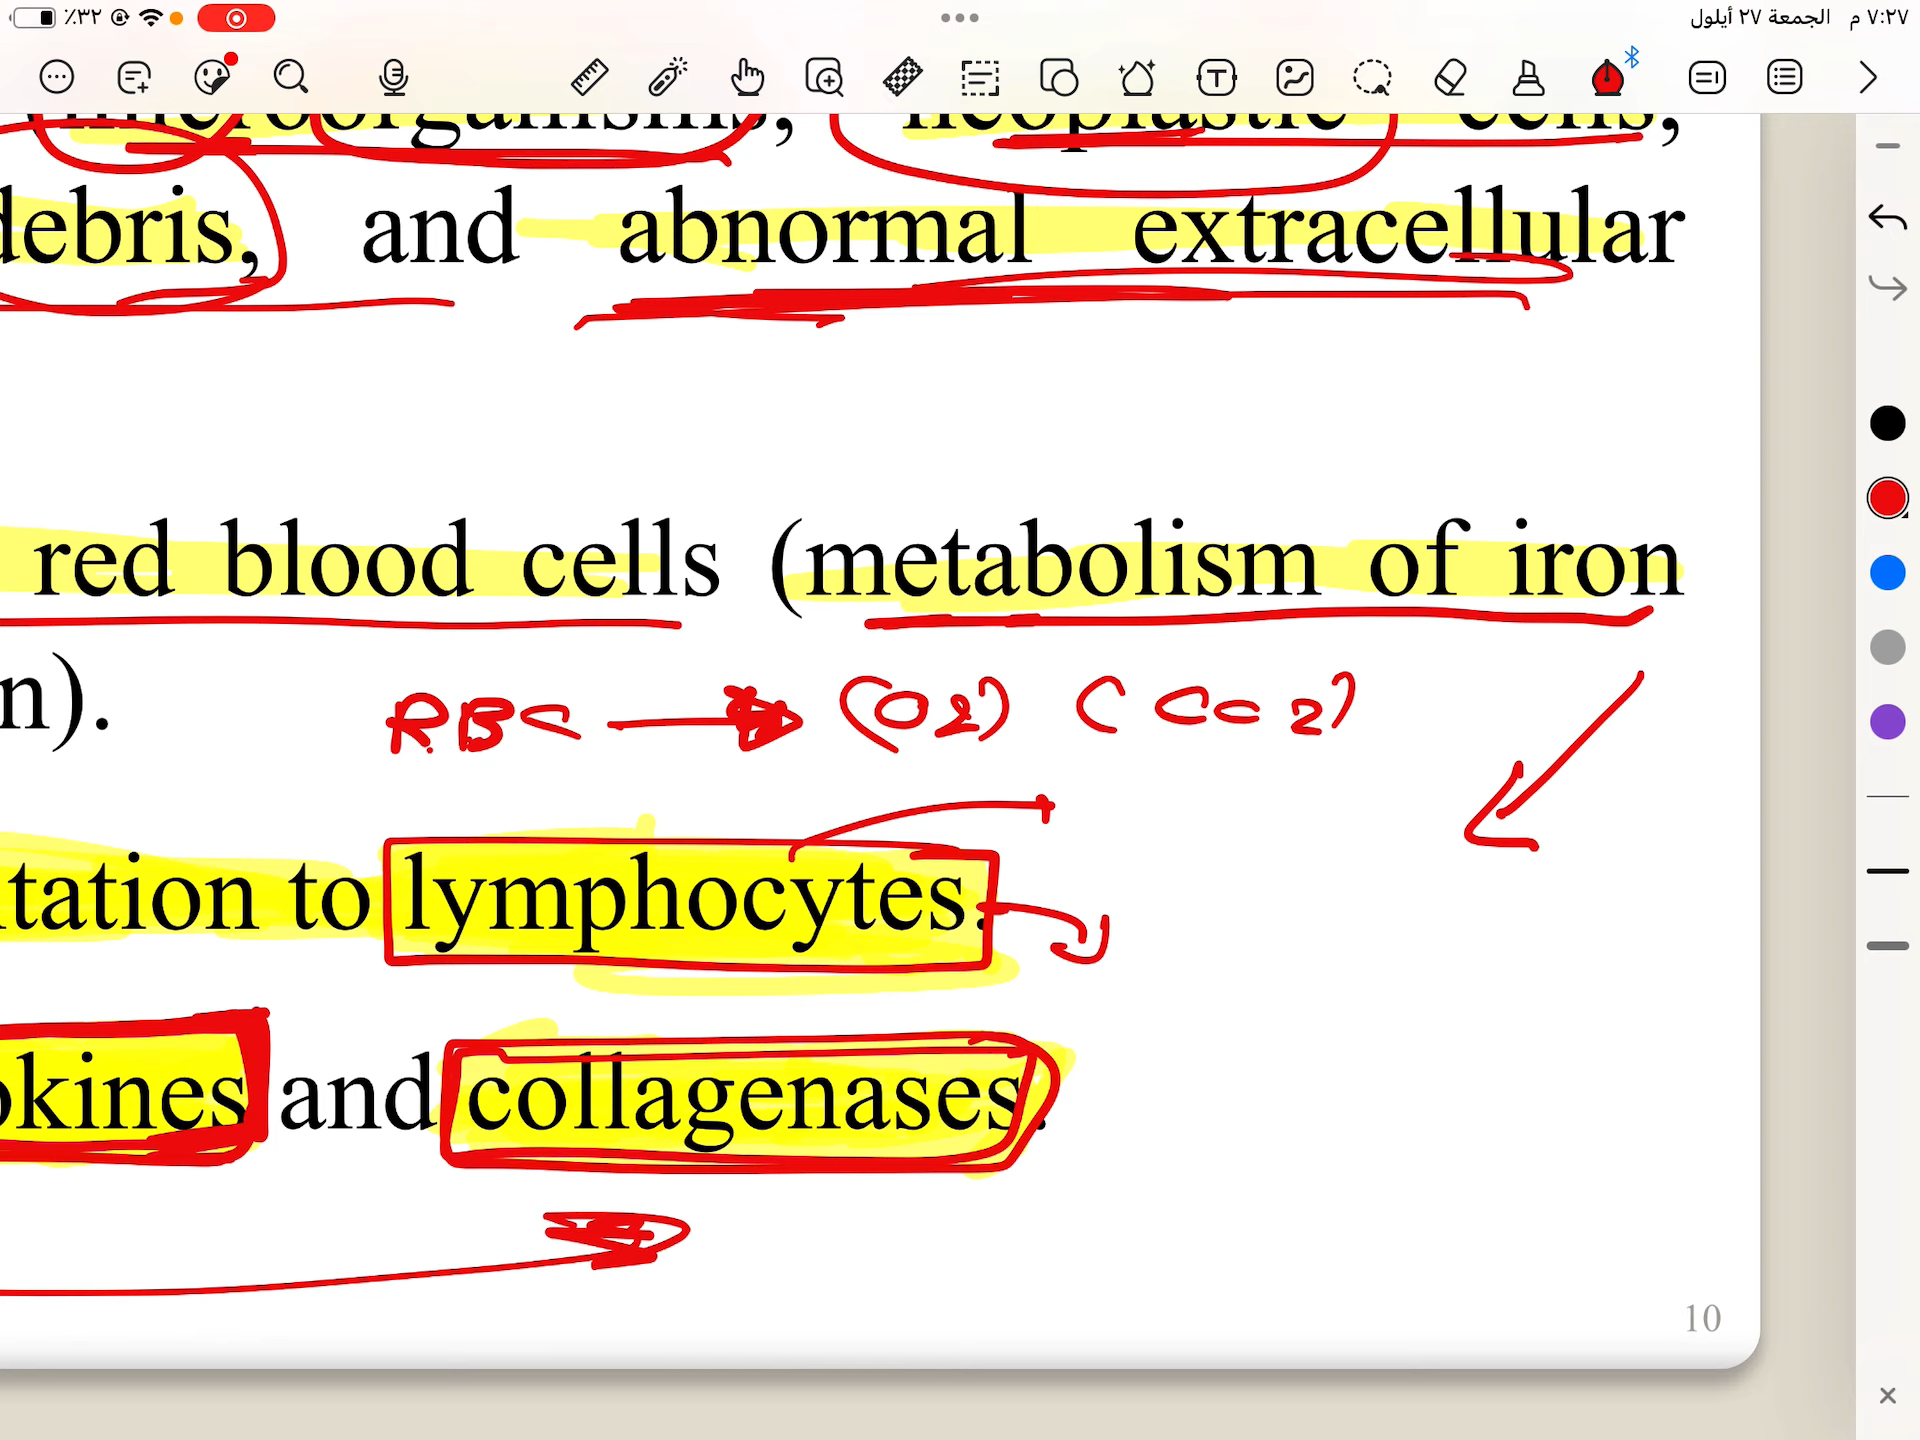 ٪٣٢
٧:٢٧ م الجمعة ٢٧ أيلول
debris, and abnormal extracellular
red blood cells (metabolism of iron
n).
RBC (O2) (CO2)
tation to lymphocytes.
okines and collagenases.
10